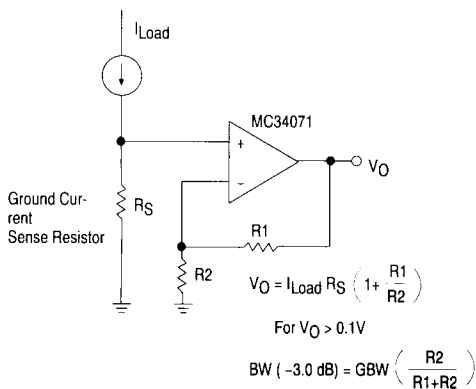 I_Load
MC34071
+
−
V_O
Ground Cur-
rent
Sense Resistor
R_S
R1
R2
V_O = I_Load R_S ( 1+ R1/R2 )
For V_O > 0.1V
BW ( −3.0 dB) = GBW ( R2/R1+R2 )